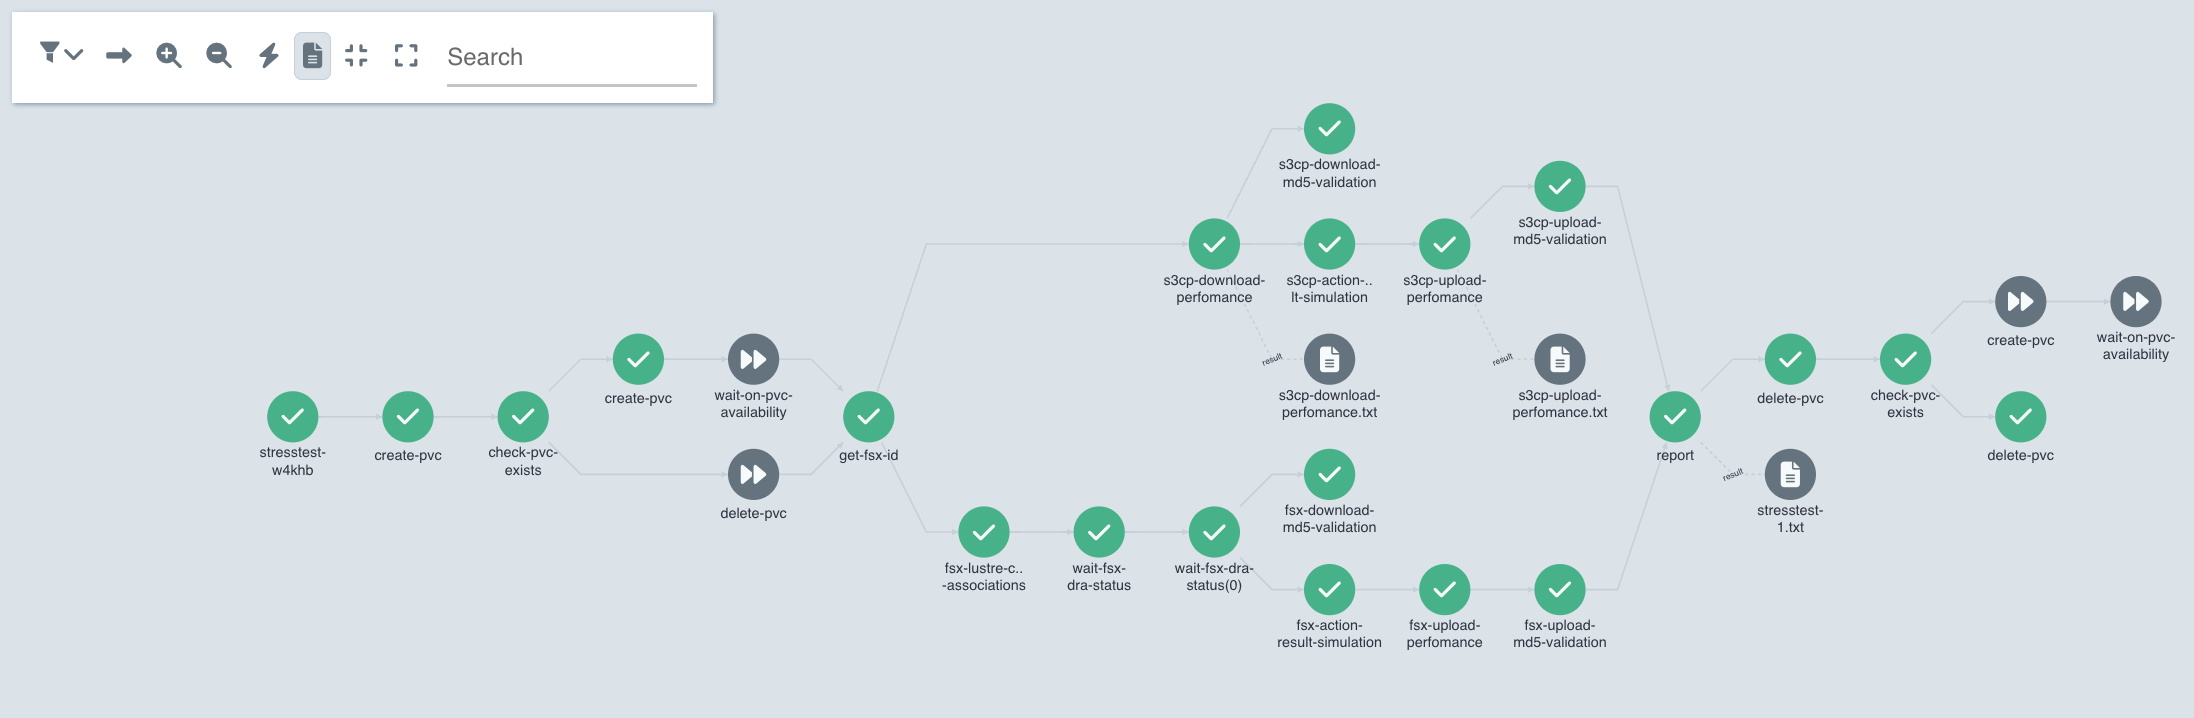 Search
s3cp-download-
md5-validation
s3cp-upload-
md5-validation
s3cp-download-
perfomance
s3cp-action-..
lt-simulation
s3cp-upload-
perfomance
create-pvc
wait-on-pvc-
availability
result
s3cp-download-
perfomance.txt
result
s3cp-upload-
perfomance.txt
create-pvc
wait-on-pvc-
availability
delete-pvc
check-pvc-
exists
stresstest-
w4khb
create-pvc
check-pvc-
exists
get-fsx-id
report
delete-pvc
delete-pvc
fsx-download-
md5-validation
result
stresstest-
1.txt
fsx-lustre-c..
-associations
wait-fsx-
dra-status
wait-fsx-dra-
status(0)
fsx-action-
result-simulation
fsx-upload-
perfomance
fsx-upload-
md5-validation